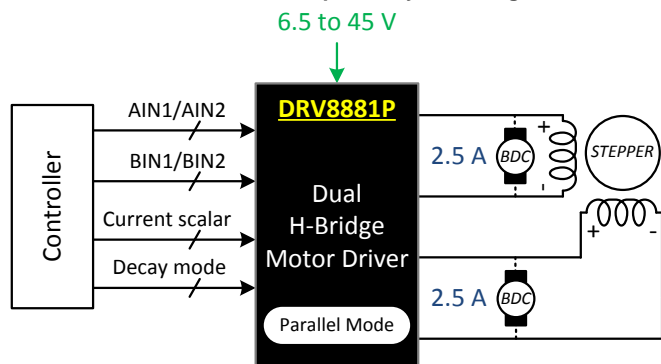 6.5 to 45 V
Controller
AIN1/AIN2
BIN1/BIN2
Current scalar
Decay mode
DRV8881P
Dual
H-Bridge
Motor Driver
Parallel Mode
2.5 A
BDC
+
-
STEPPER
+
-
2.5 A
BDC